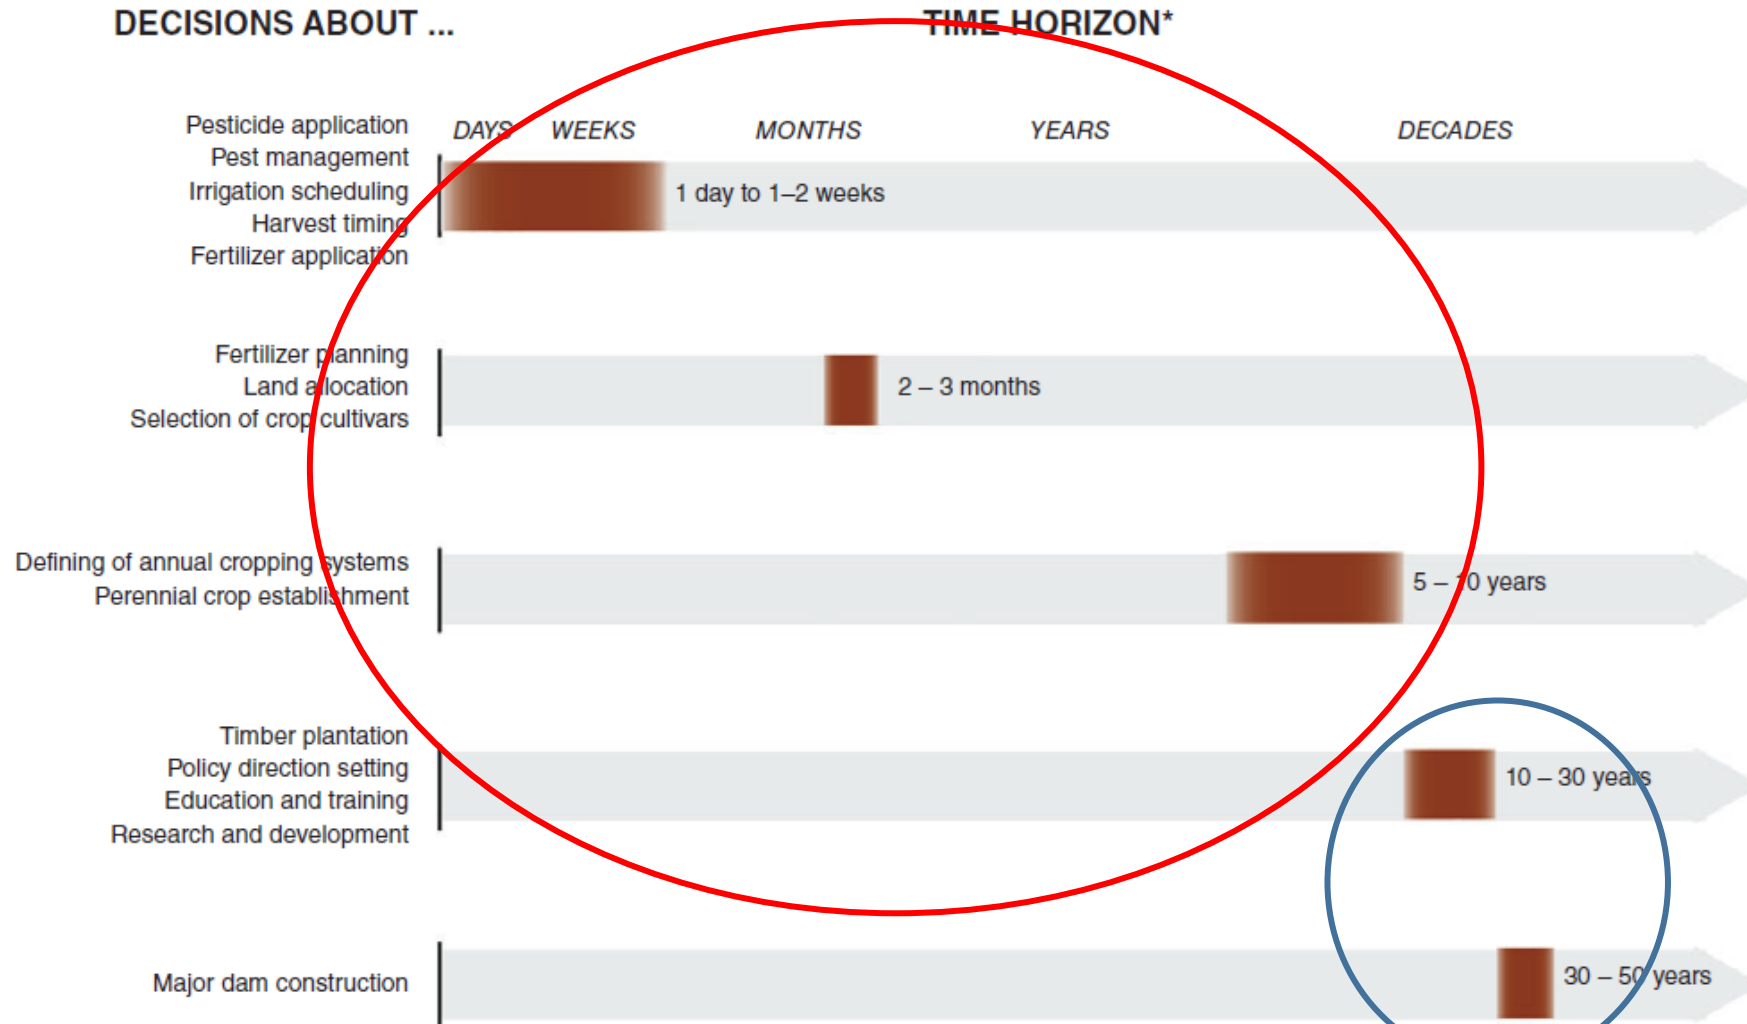 DECISIONS ABOUT ...
TIME HORIZON*
DAYS WEEKS MONTHS YEARS DECADES
Pesticide application
Pest management
Irrigation scheduling
Harvest timing
Fertilizer application
1 day to 1–2 weeks
Fertilizer planning
Land allocation
Selection of crop cultivars
2 – 3 months
Defining of annual cropping systems
Perennial crop establishment
5 – 10 years
Timber plantation
Policy direction setting
Education and training
Research and development
10 – 30 years
Major dam construction
30 – 50 years